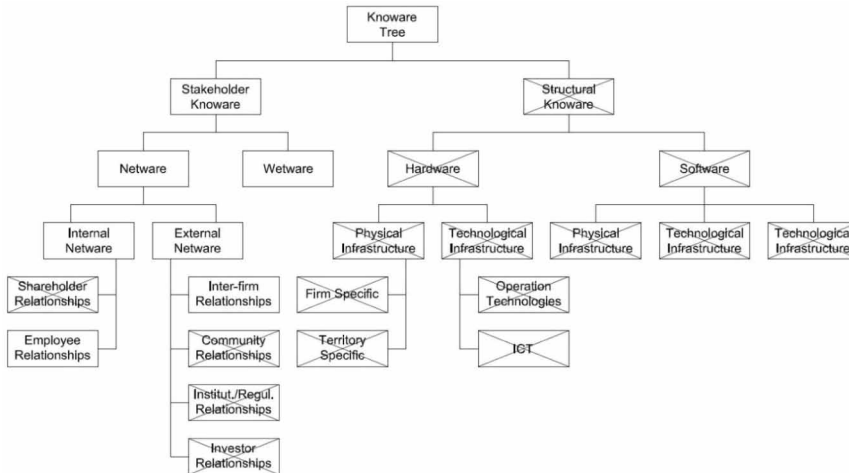 Knoware
Tree
Stakeholder
Knoware
Structural
Knoware
Netware
Wetware
Hardware
Software
Internal
Netware
External
Netware
Physical
Infrastructure
Technological
Infrastructure
Physical
Infrastructure
Technological
Infrastructure
Technological
Infrastructure
Shareholder
Relationships
Inter-firm
Relationships
Firm Specific
Operation
Technologies
Employee
Relationships
Community
Relationships
Territory
Specific
ICT
Institut./Regul.
Relationships
Investor
Relationships